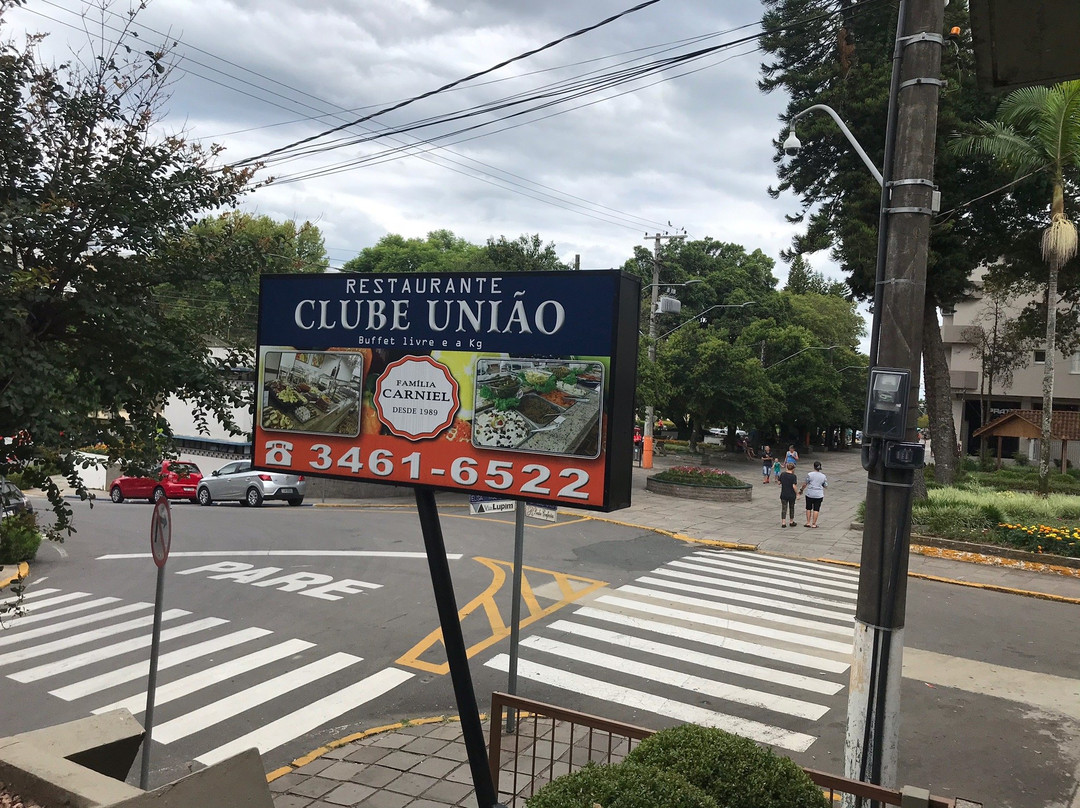 RESTAURANTE
CLUBE UNIÃO
Buffet livre e a Kg
FAMÍLIA
CARNIEL
DESDE 1989
☎ 3461-6522
PARE